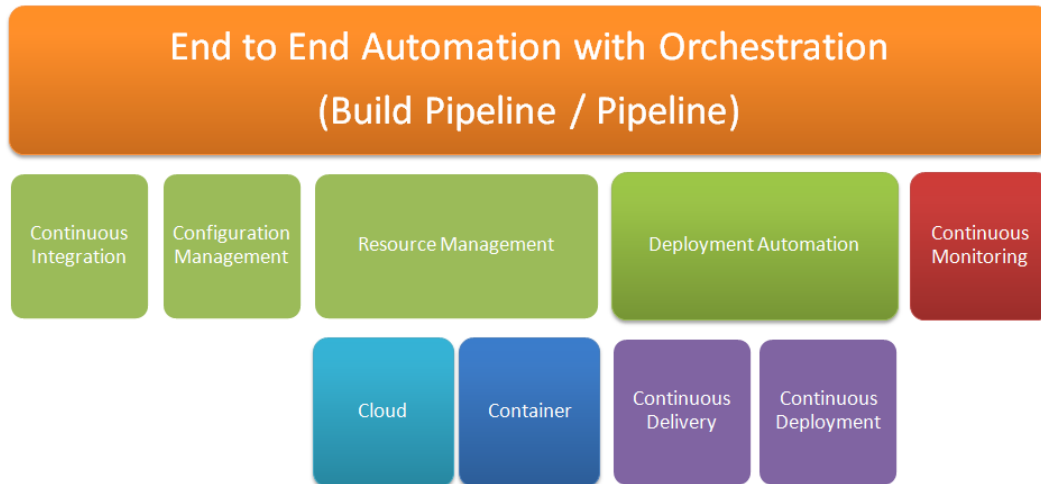 End to End Automation with Orchestration
(Build Pipeline / Pipeline)
Continuous
Integration
Configuration
Management
Resource Management
Deployment Automation
Continuous
Monitoring
Cloud
Container
Continuous
Delivery
Continuous
Deployment